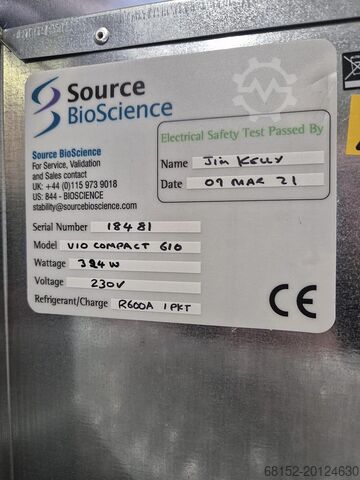 Source
BioScience
Source BioScience
For Service, Validation
and Sales contact
UK: +44 (0)115 973 9018
US: 844 - BIOSCIENCE
stability@sourcebioscience.com
Electrical Safety Test Passed By
Name Jim Kelly
Date 09 MAR 21
Serial Number 18481
Model VIO COMPACT 610
Wattage 324W
Voltage 230V
Refrigerant/Charge R600A 1PKT
CE
68152-20124630